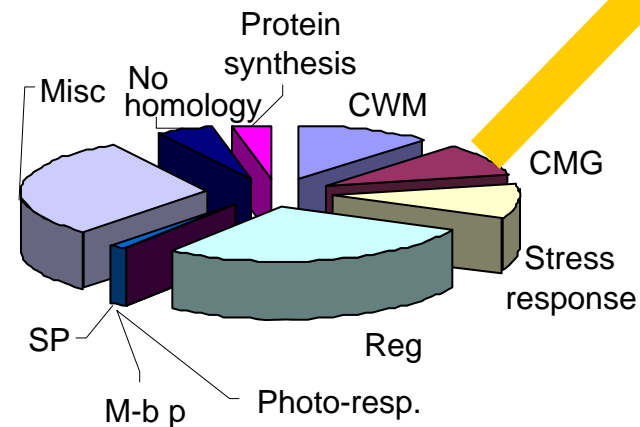 Protein
synthesis
No
homology
Misc
CWM
CMG
Stress
response
Reg
SP
M-b p
Photo-resp.